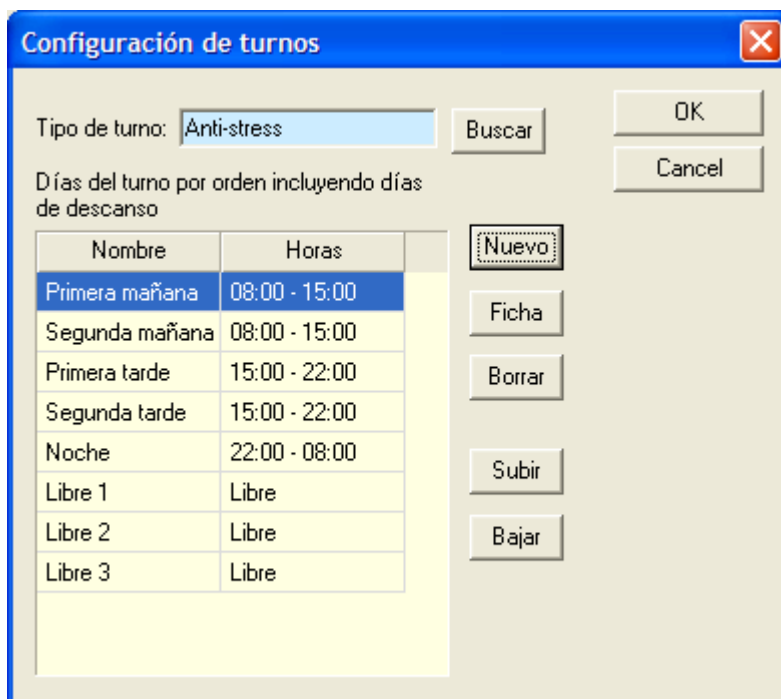 Configuración de turnos
Tipo de turno: Anti-stress Buscar
OK
Cancel
Días del turno por orden incluyendo días
de descanso
Nombre Horas
Primera mañana 08:00 - 15:00
Segunda mañana 08:00 - 15:00
Primera tarde 15:00 - 22:00
Segunda tarde 15:00 - 22:00
Noche 22:00 - 08:00
Libre 1 Libre
Libre 2 Libre
Libre 3 Libre
Nuevo
Ficha
Borrar
Subir
Bajar